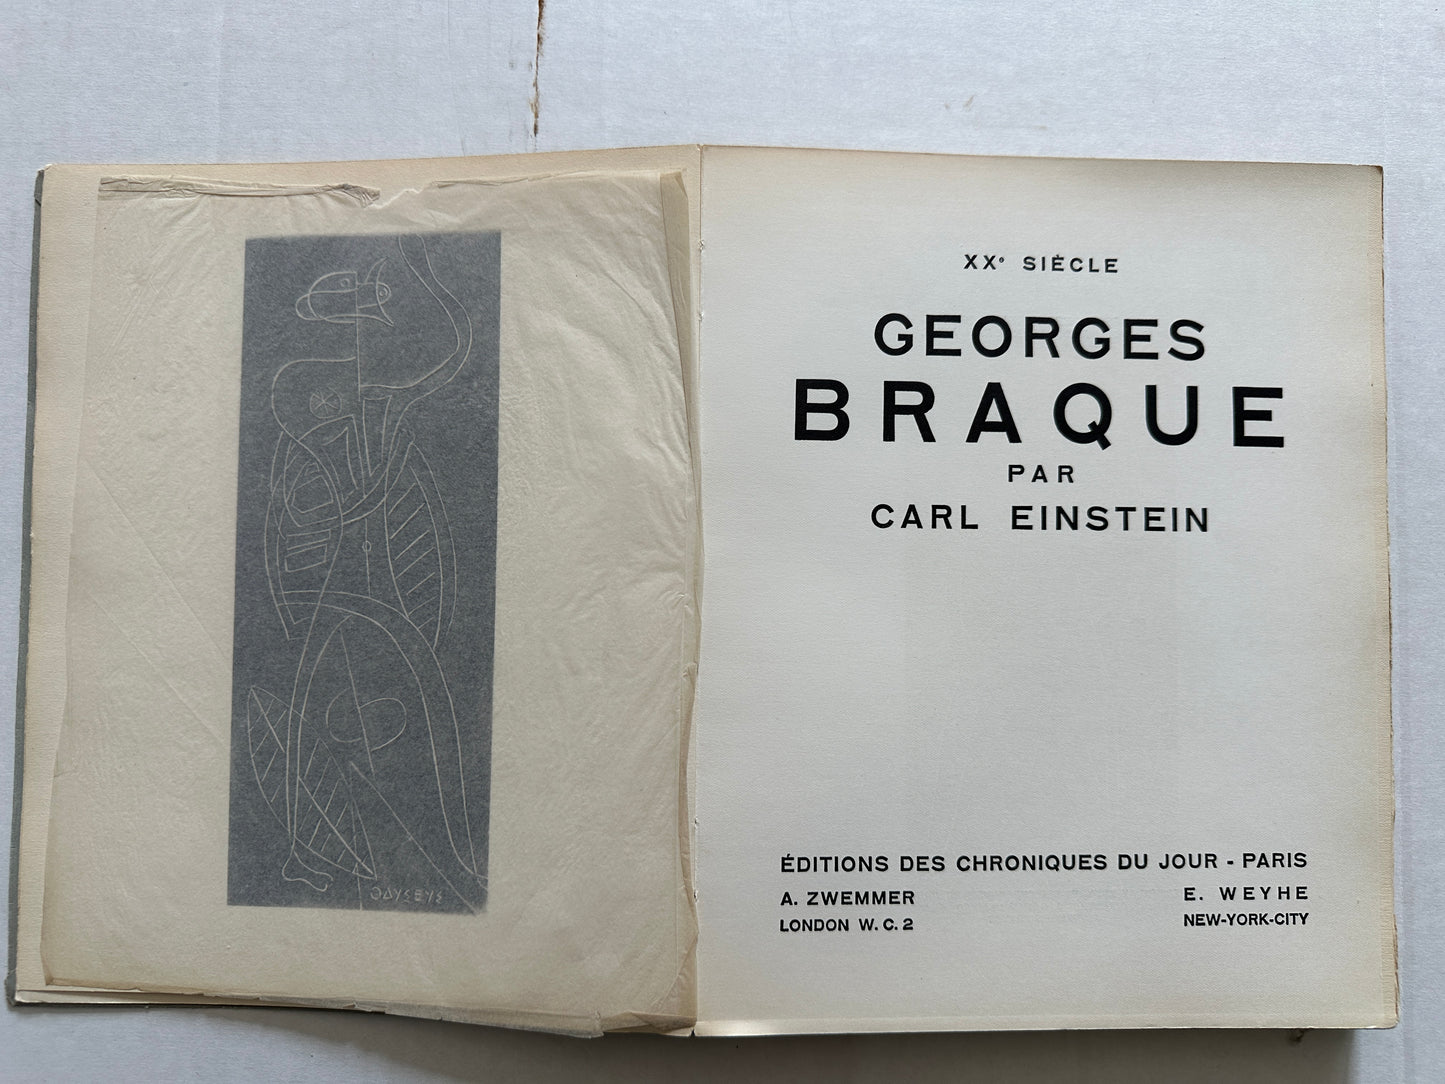 ΟΔΥΣΕΥΣ
XXᵉ SIÈCLE
GEORGES
BRAQUE
PAR
CARL EINSTEIN
ÉDITIONS DES CHRONIQUES DU JOUR - PARIS
A. ZWEMMER
LONDON W. C. 2
E. WEYHE
NEW-YORK-CITY